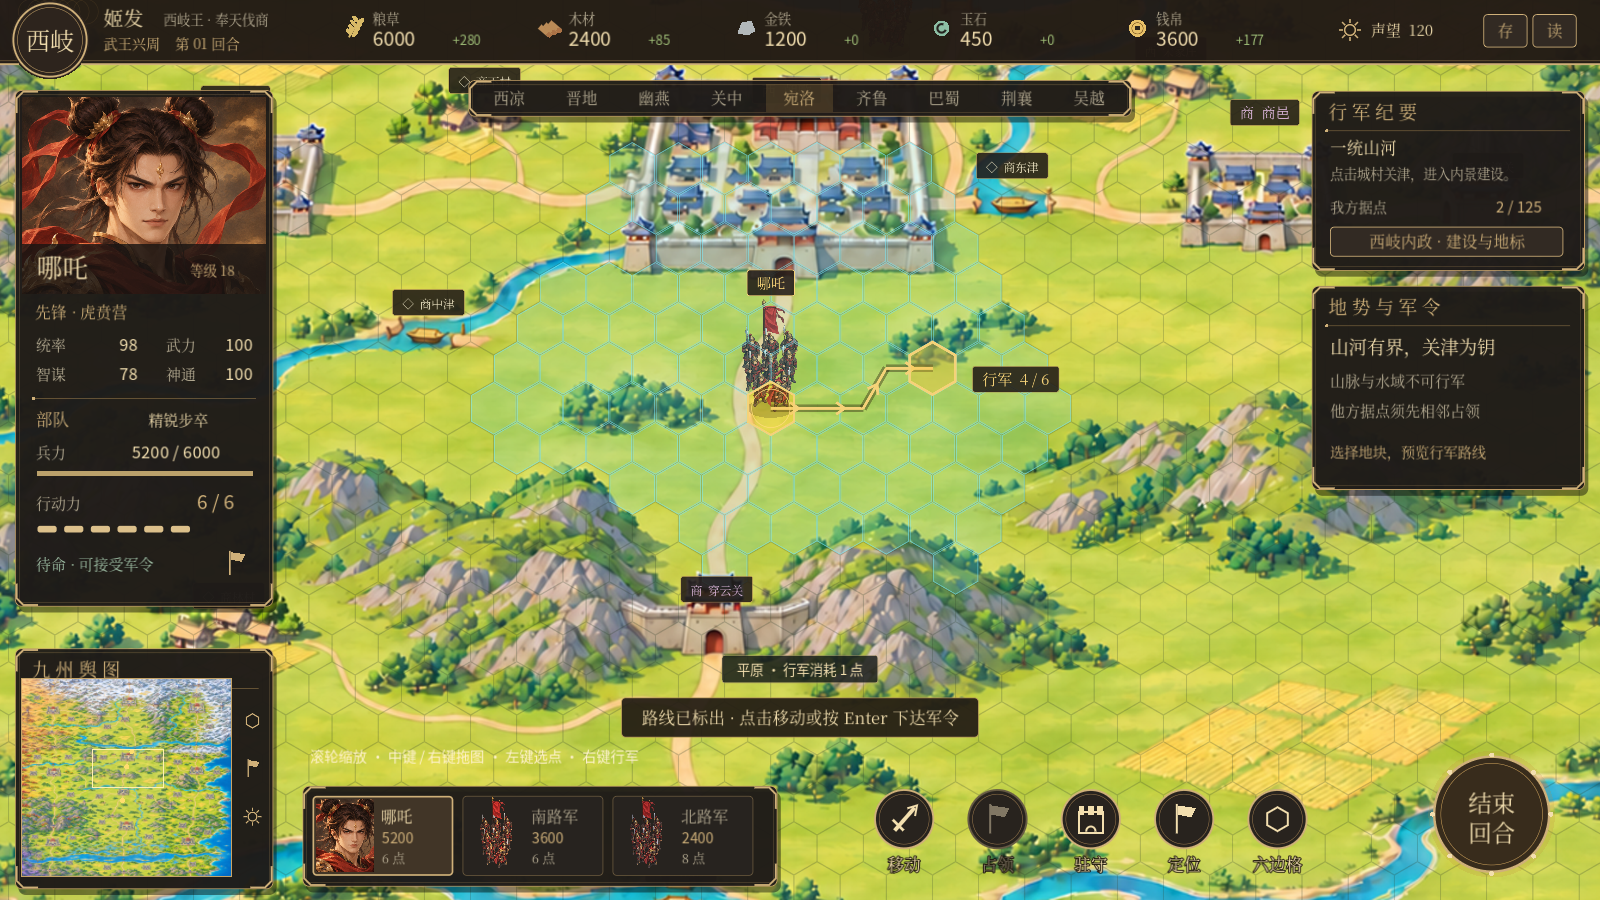 西岐
姬发 西岐王 · 奉天伐商
武王兴周 第 01 回合
粮草 6000 +280
木材 2400 +85
金铁 1200 +0
玉石 450 +0
钱帛 3600 +177
声望 120
存 读
西凉 晋地 幽燕 关中 宛洛 齐鲁 巴蜀 荆襄 吴越
商 商邑
◇ 商东津
◇ 商中津
哪吒 等级 18
先锋 · 虎贲营
统率 98 武力 100
智谋 78 神通 100
部队 精锐步卒
兵力 5200 / 6000
行动力 6 / 6
待命 · 可接受军令
哪吒
行军 4 / 6
商 穿云关
平原 · 行军消耗 1 点
路线已标出 · 点击移动或按 Enter 下达军令
滚轮缩放 · 中键 / 右键拖图 · 左键选点 · 右键行军
行军纪要
一统山河
点击城村关津，进入内景建设。
我方据点 2 / 125
西岐内政 · 建设与地标
地势与军令
山河有界，关津为钥
山脉与水域不可行军
他方据点须先相邻占领
选择地块，预览行军路线
九州舆图
哪吒 5200 6 点
南路军 3600 6 点
北路军 2400 8 点
移动 占领 驻守 定位 六边格
结束
回合